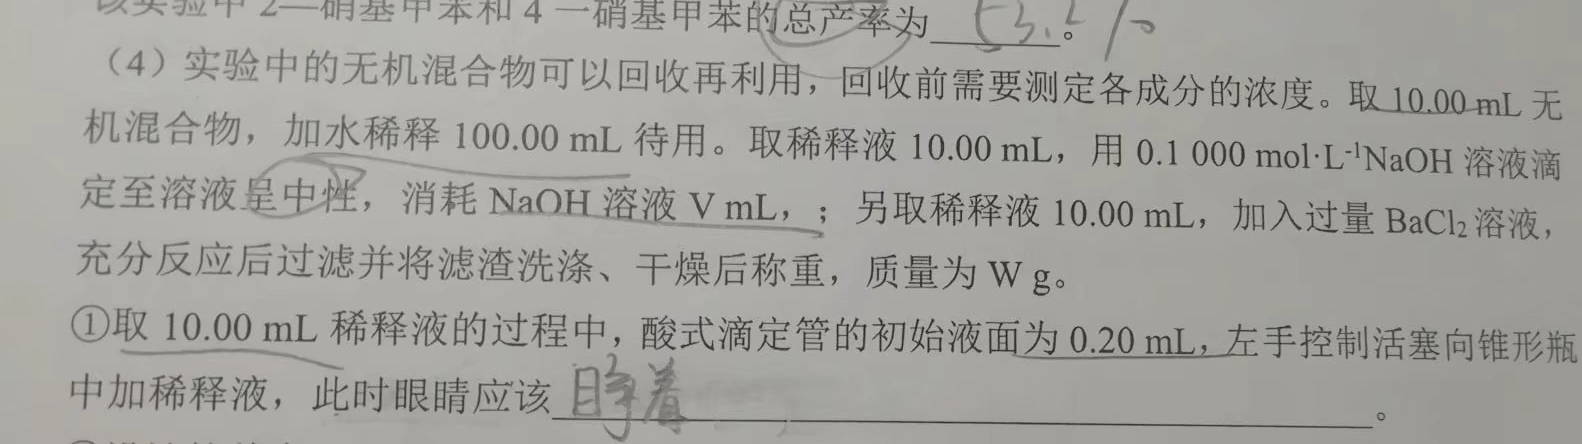 该实验中2—硝基甲苯和4—硝基甲苯的总产率为 53.2%。
（4）实验中的无机混合物可以回收再利用，回收前需要测定各成分的浓度。取 10.00 mL 无
机混合物，加水稀释 100.00 mL 待用。取稀释液 10.00 mL，用 0.1 000 mol·L⁻¹NaOH 溶液滴
定至溶液呈中性，消耗 NaOH 溶液 V mL，；另取稀释液 10.00 mL，加入过量 BaCl₂ 溶液，
充分反应后过滤并将滤渣洗涤、干燥后称重，质量为 W g。
①取 10.00 mL 稀释液的过程中，酸式滴定管的初始液面为 0.20 mL，左手控制活塞向锥形瓶
中加稀释液，此时眼睛应该 睁着 。